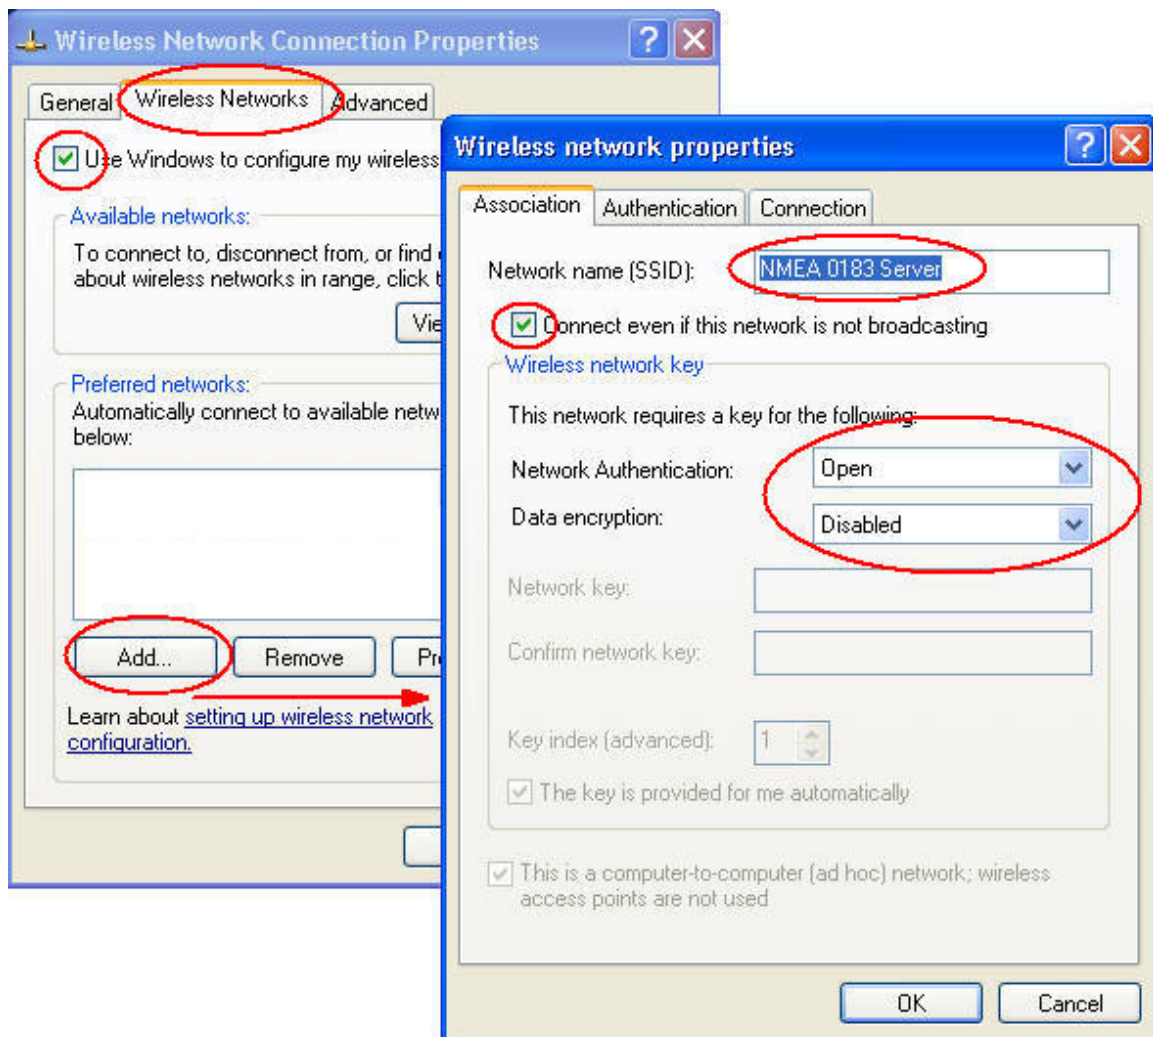 Wireless Network Connection Properties
General Wireless Networks Advanced
Use Windows to configure my wireless
Available networks:
To connect to, disconnect from, or find
about wireless networks in range, click
Preferred networks:
Automatically connect to available
below:
Add... Remove
Learn about setting up wireless network
configuration.
Wireless network properties
Association Authentication Connection
Network name (SSID): NMEA 0183 Server
Connect even if this network is not broadcasting
Wireless network key
This network requires a key for the following:
Network Authentication: Open
Data encryption: Disabled
Network key:
Confirm network key:
Key index (advanced): 1
The key is provided for me automatically
This is a computer-to-computer (ad hoc) network; wireless
access points are not used
OK Cancel